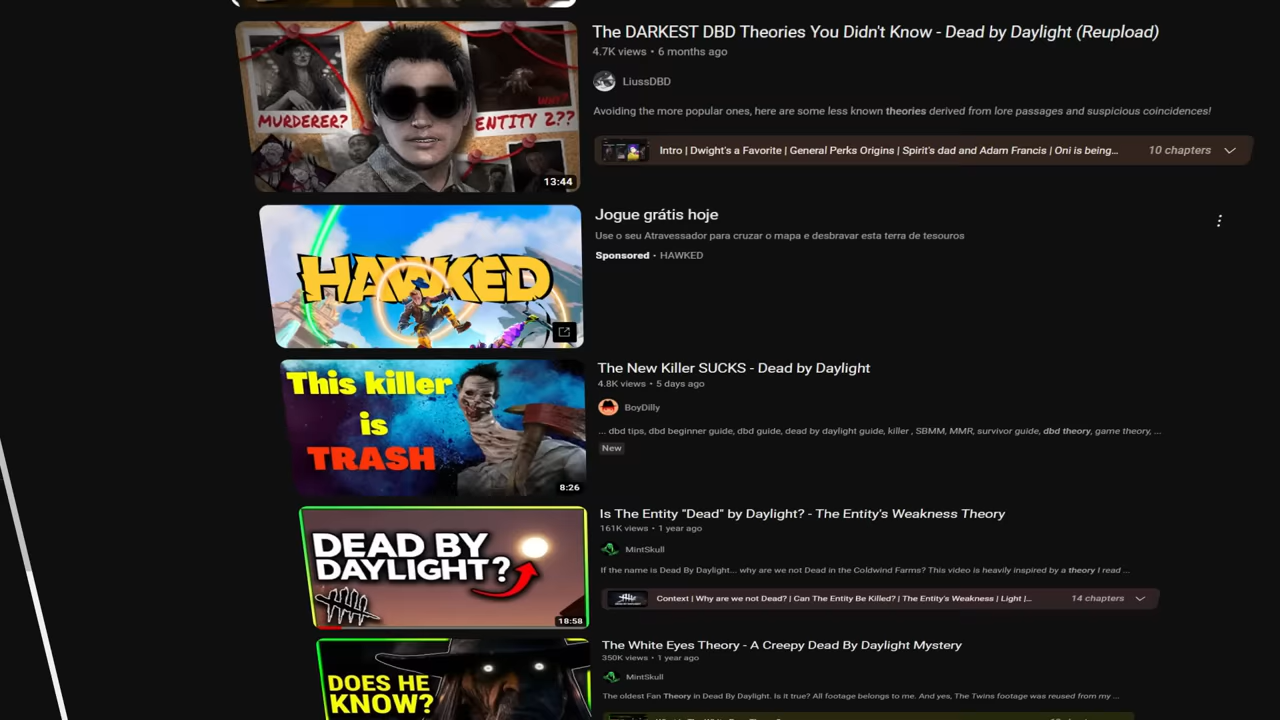 The DARKEST DBD Theories You Didn't Know - Dead by Daylight (Reupload)
4.7K views • 6 months ago
LiussDBD
Avoiding the more popular ones, here are some less known theories derived from lore passages and suspicious coincidences!
Intro | Dwight's a Favorite | General Perks Origins | Spirit's dad and Adam Francis | Oni is being...
10 chapters
MURDERER?
WHY?
ENTITY 2??
13:44
Jogue grátis hoje
Use o seu Atravessador para cruzar o mapa e desbravar esta terra de tesouros
Sponsored • HAWKED
HAWKED
The New Killer SUCKS - Dead by Daylight
4.8K views • 5 days ago
BoyDilly
... dbd tips, dbd beginner guide, dbd guide, dead by daylight guide, killer , SBMM, MMR, survivor guide, dbd theory, game theory, ...
New
This killer
is
TRASH
8:26
Is The Entity "Dead" by Daylight? - The Entity's Weakness Theory
161K views • 1 year ago
MintSkull
If the name is Dead By Daylight... why are we not Dead in the Coldwind Farms? This video is heavily inspired by a theory I read ...
Context | Why are we not Dead? | Can The Entity Be Killed? | The Entity's Weakness | Light |...
14 chapters
DEAD BY
DAYLIGHT?
18:58
The White Eyes Theory - A Creepy Dead By Daylight Mystery
350K views • 1 year ago
MintSkull
The oldest Fan Theory in Dead By Daylight. Is it true? All footage belongs to me. And yes, The Twins footage was reused from my ...
DOES HE
KNOW?